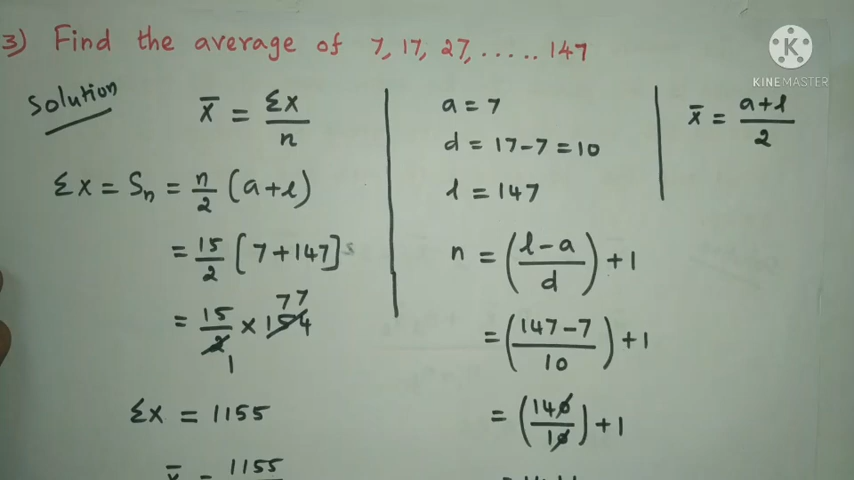 3) Find the average of 7, 17, 27, ...... 147
K
KINEMASTER
Solution
x̄ = Σx/n
Σx = Sn = n/2 (a+l)
= 15/2 [7+147]
= 15/2 × 154
77
1
Σx = 1155
x̄ = 1155
a = 7
d = 17-7 = 10
l = 147
n = ((l-a)/d) + 1
= ((147-7)/10) + 1
= (140/10) + 1
x̄ = (a+l)/2